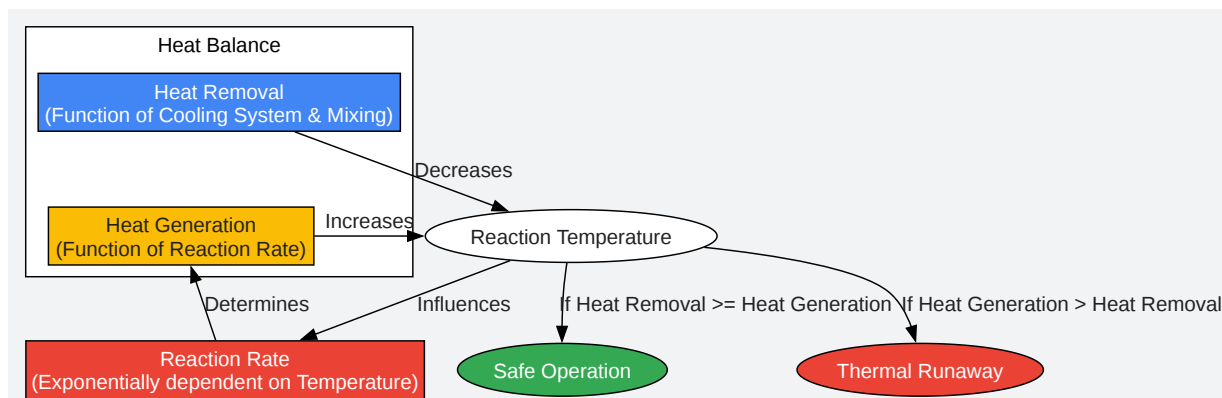 Heat Balance
Heat Removal
(Function of Cooling System & Mixing)
Decreases
Heat Generation
(Function of Reaction Rate)
Increases
Reaction Temperature
Determines
Influences
If Heat Removal >= Heat Generation
If Heat Generation > Heat Removal
Reaction Rate
(Exponentially dependent on Temperature)
Safe Operation
Thermal Runaway